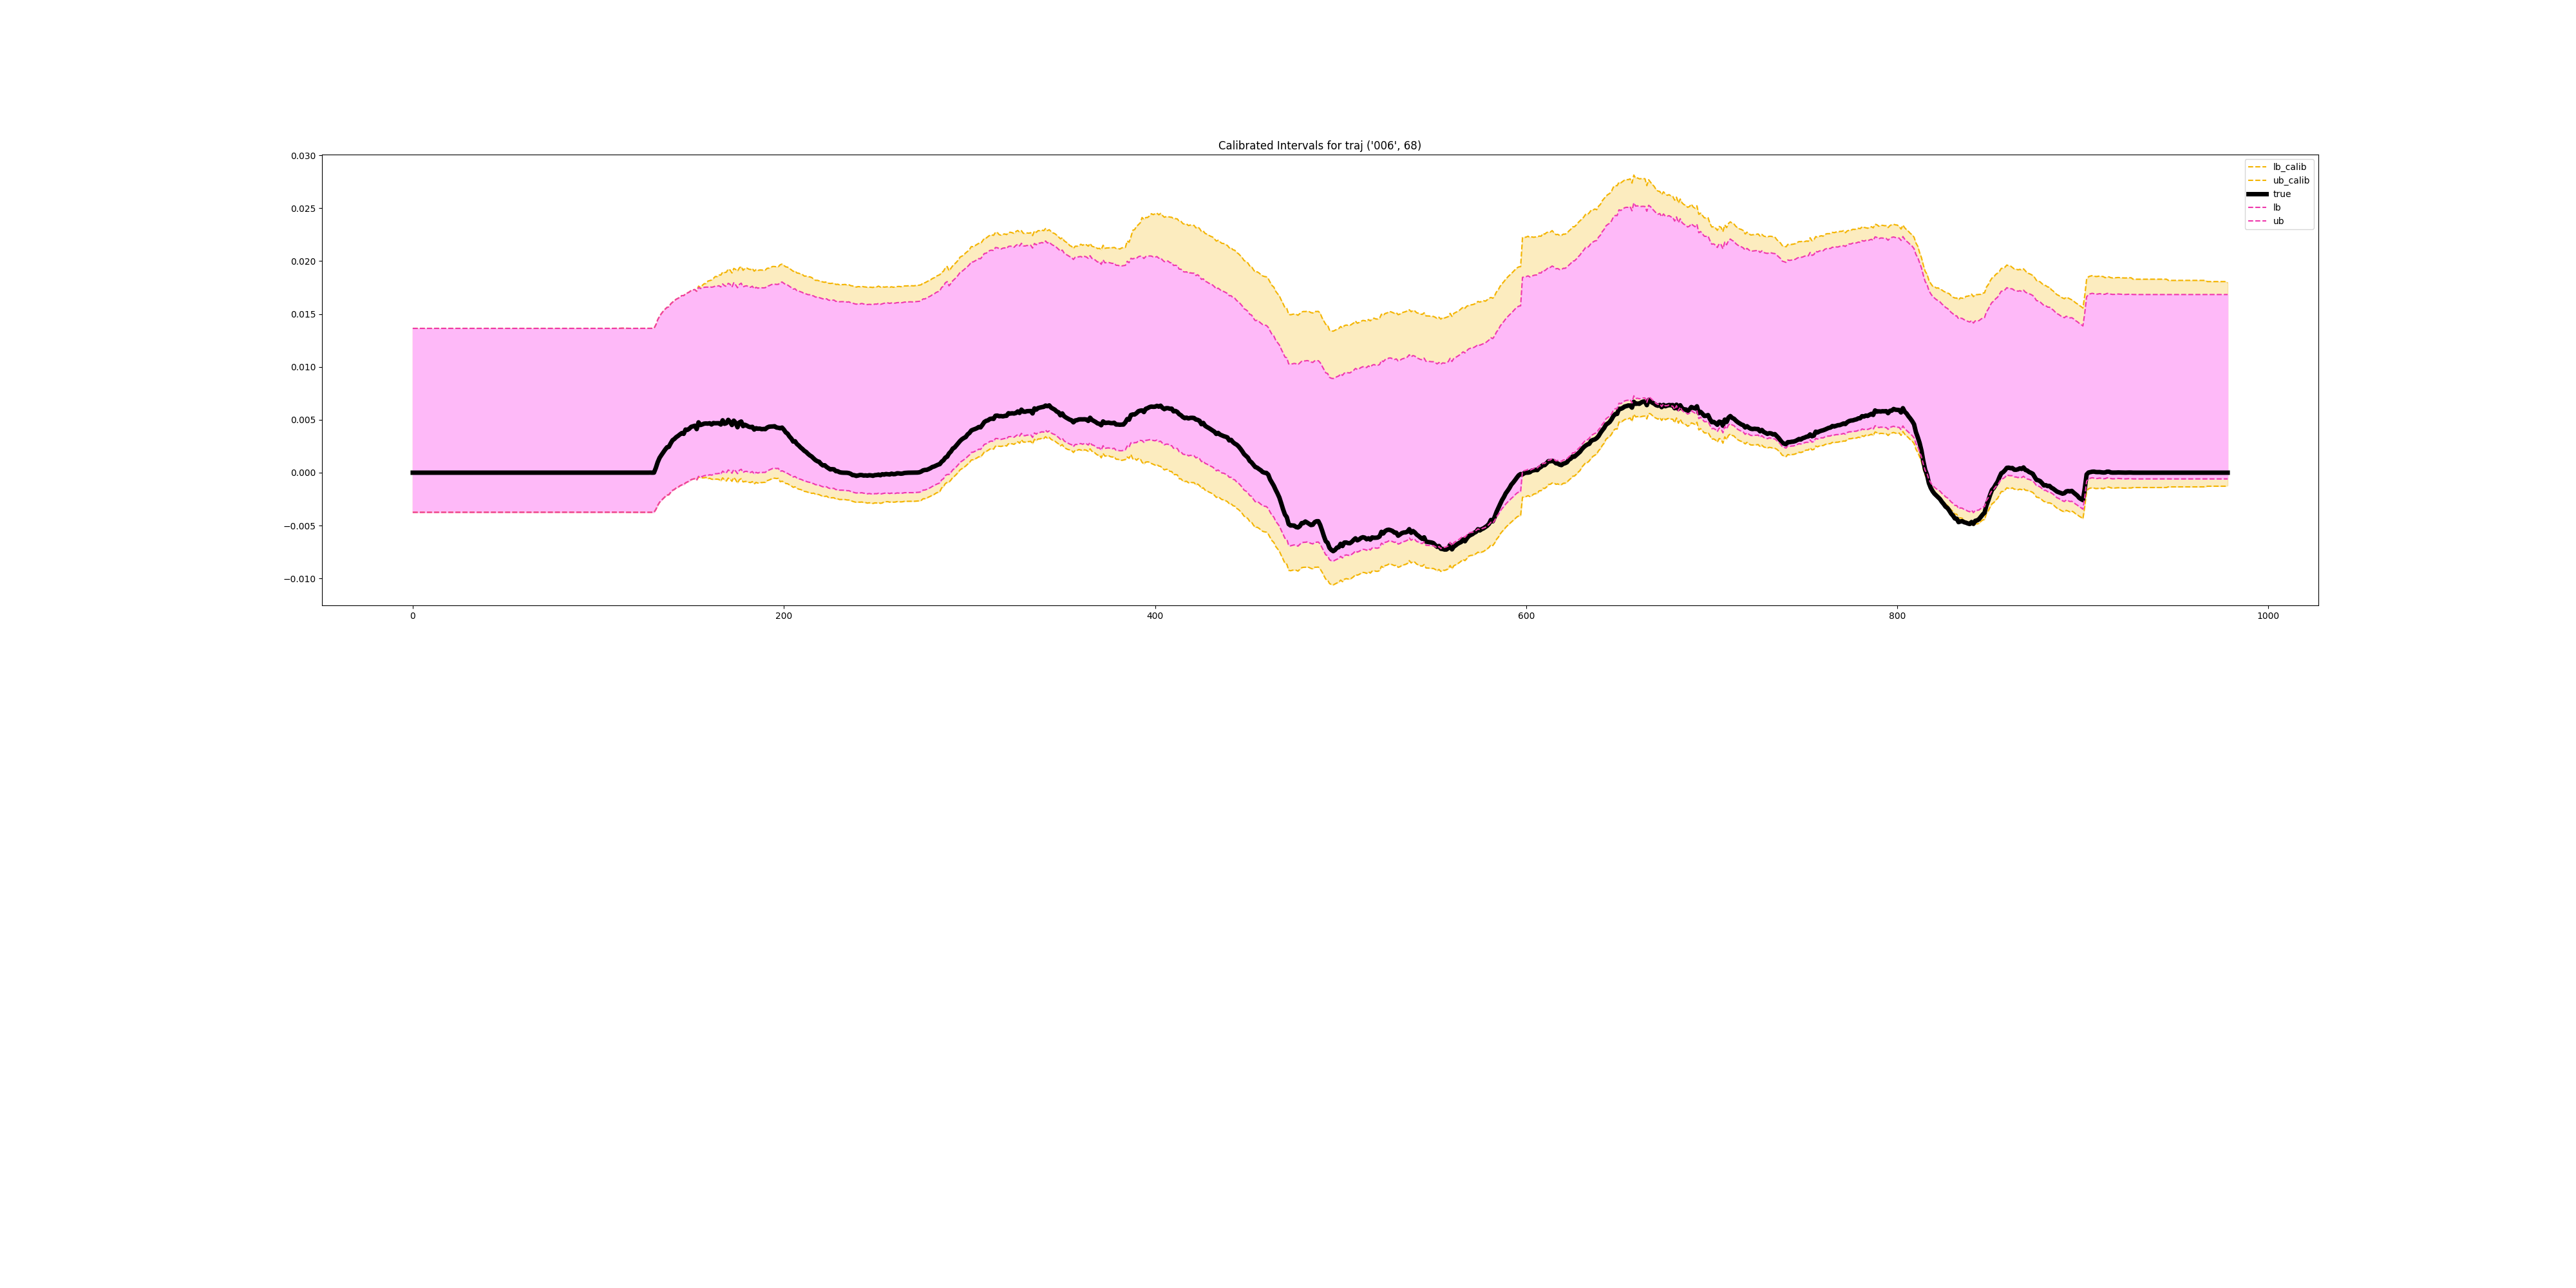 Calibrated Intervals for traj ('006', 68)
0.030
0.025
0.020
0.015
0.010
0.005
0.000
−0.005
−0.010
0
200
400
600
800
1000
lb_calib
ub_calib
true
lb
ub